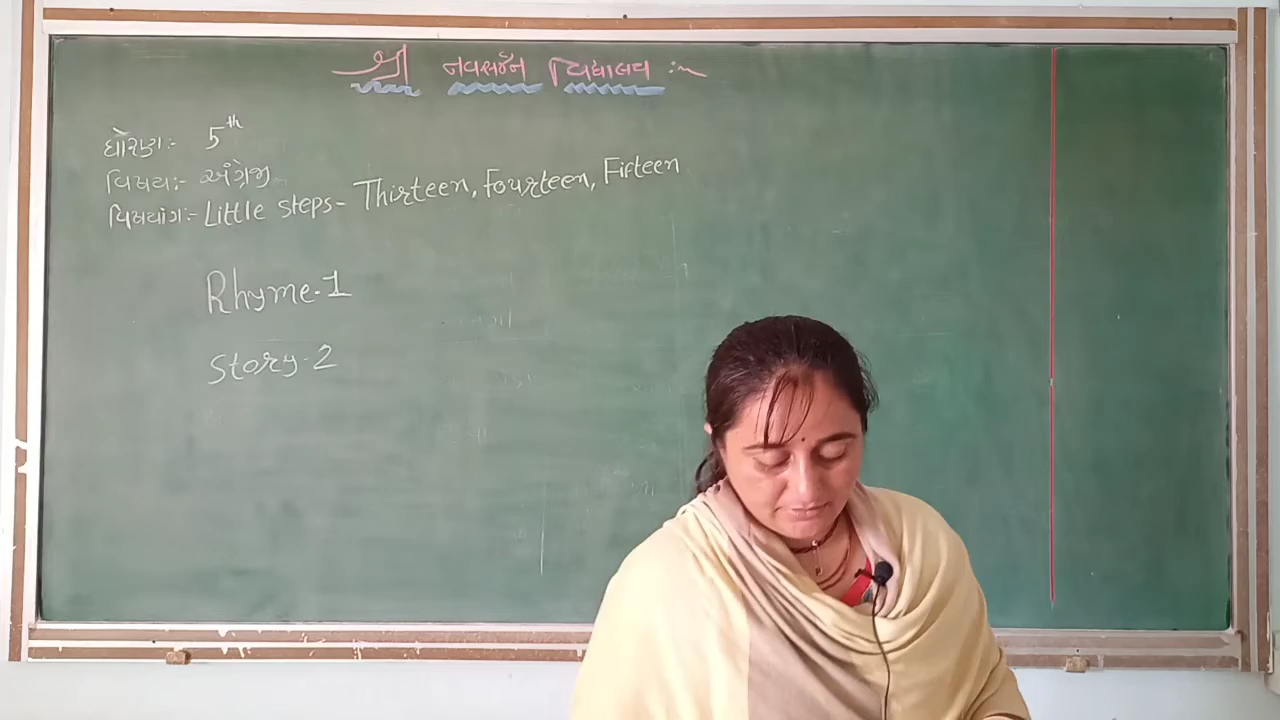 શ્રી નવસર્જન વિદ્યાલય :~
ધોરણ:- 5th
વિષય:- અંગ્રેજી
વિષયાંગ:- Little steps- Thirteen, Fourteen, Fifteen
Rhyme-1
Story-2